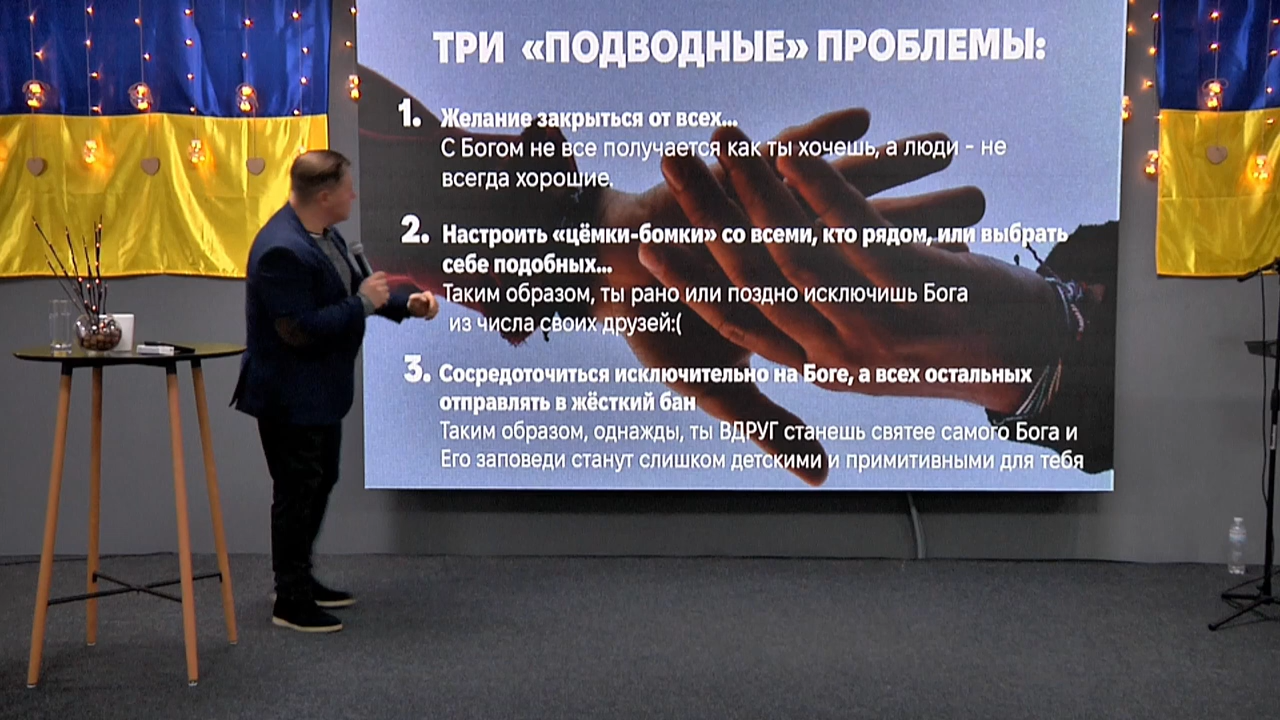 ТРИ «ПОДВОДНЫЕ» ПРОБЛЕМЫ:
1. Желание закрыться от всех...
С Богом не все получается как ты хочешь, а люди - не
всегда хорошие.
2. Настроить «цёмки-бомки» со всеми, кто рядом, или выбрать
себе подобных...
Таким образом, ты рано или поздно исключишь Бога
из числа своих друзей:(
3. Сосредоточиться исключительно на Боге, а всех остальных
отправлять в жёсткий бан
Таким образом, однажды, ты ВДРУГ станешь святее самого Бога и
Его заповеди станут слишком детскими и примитивными для тебя